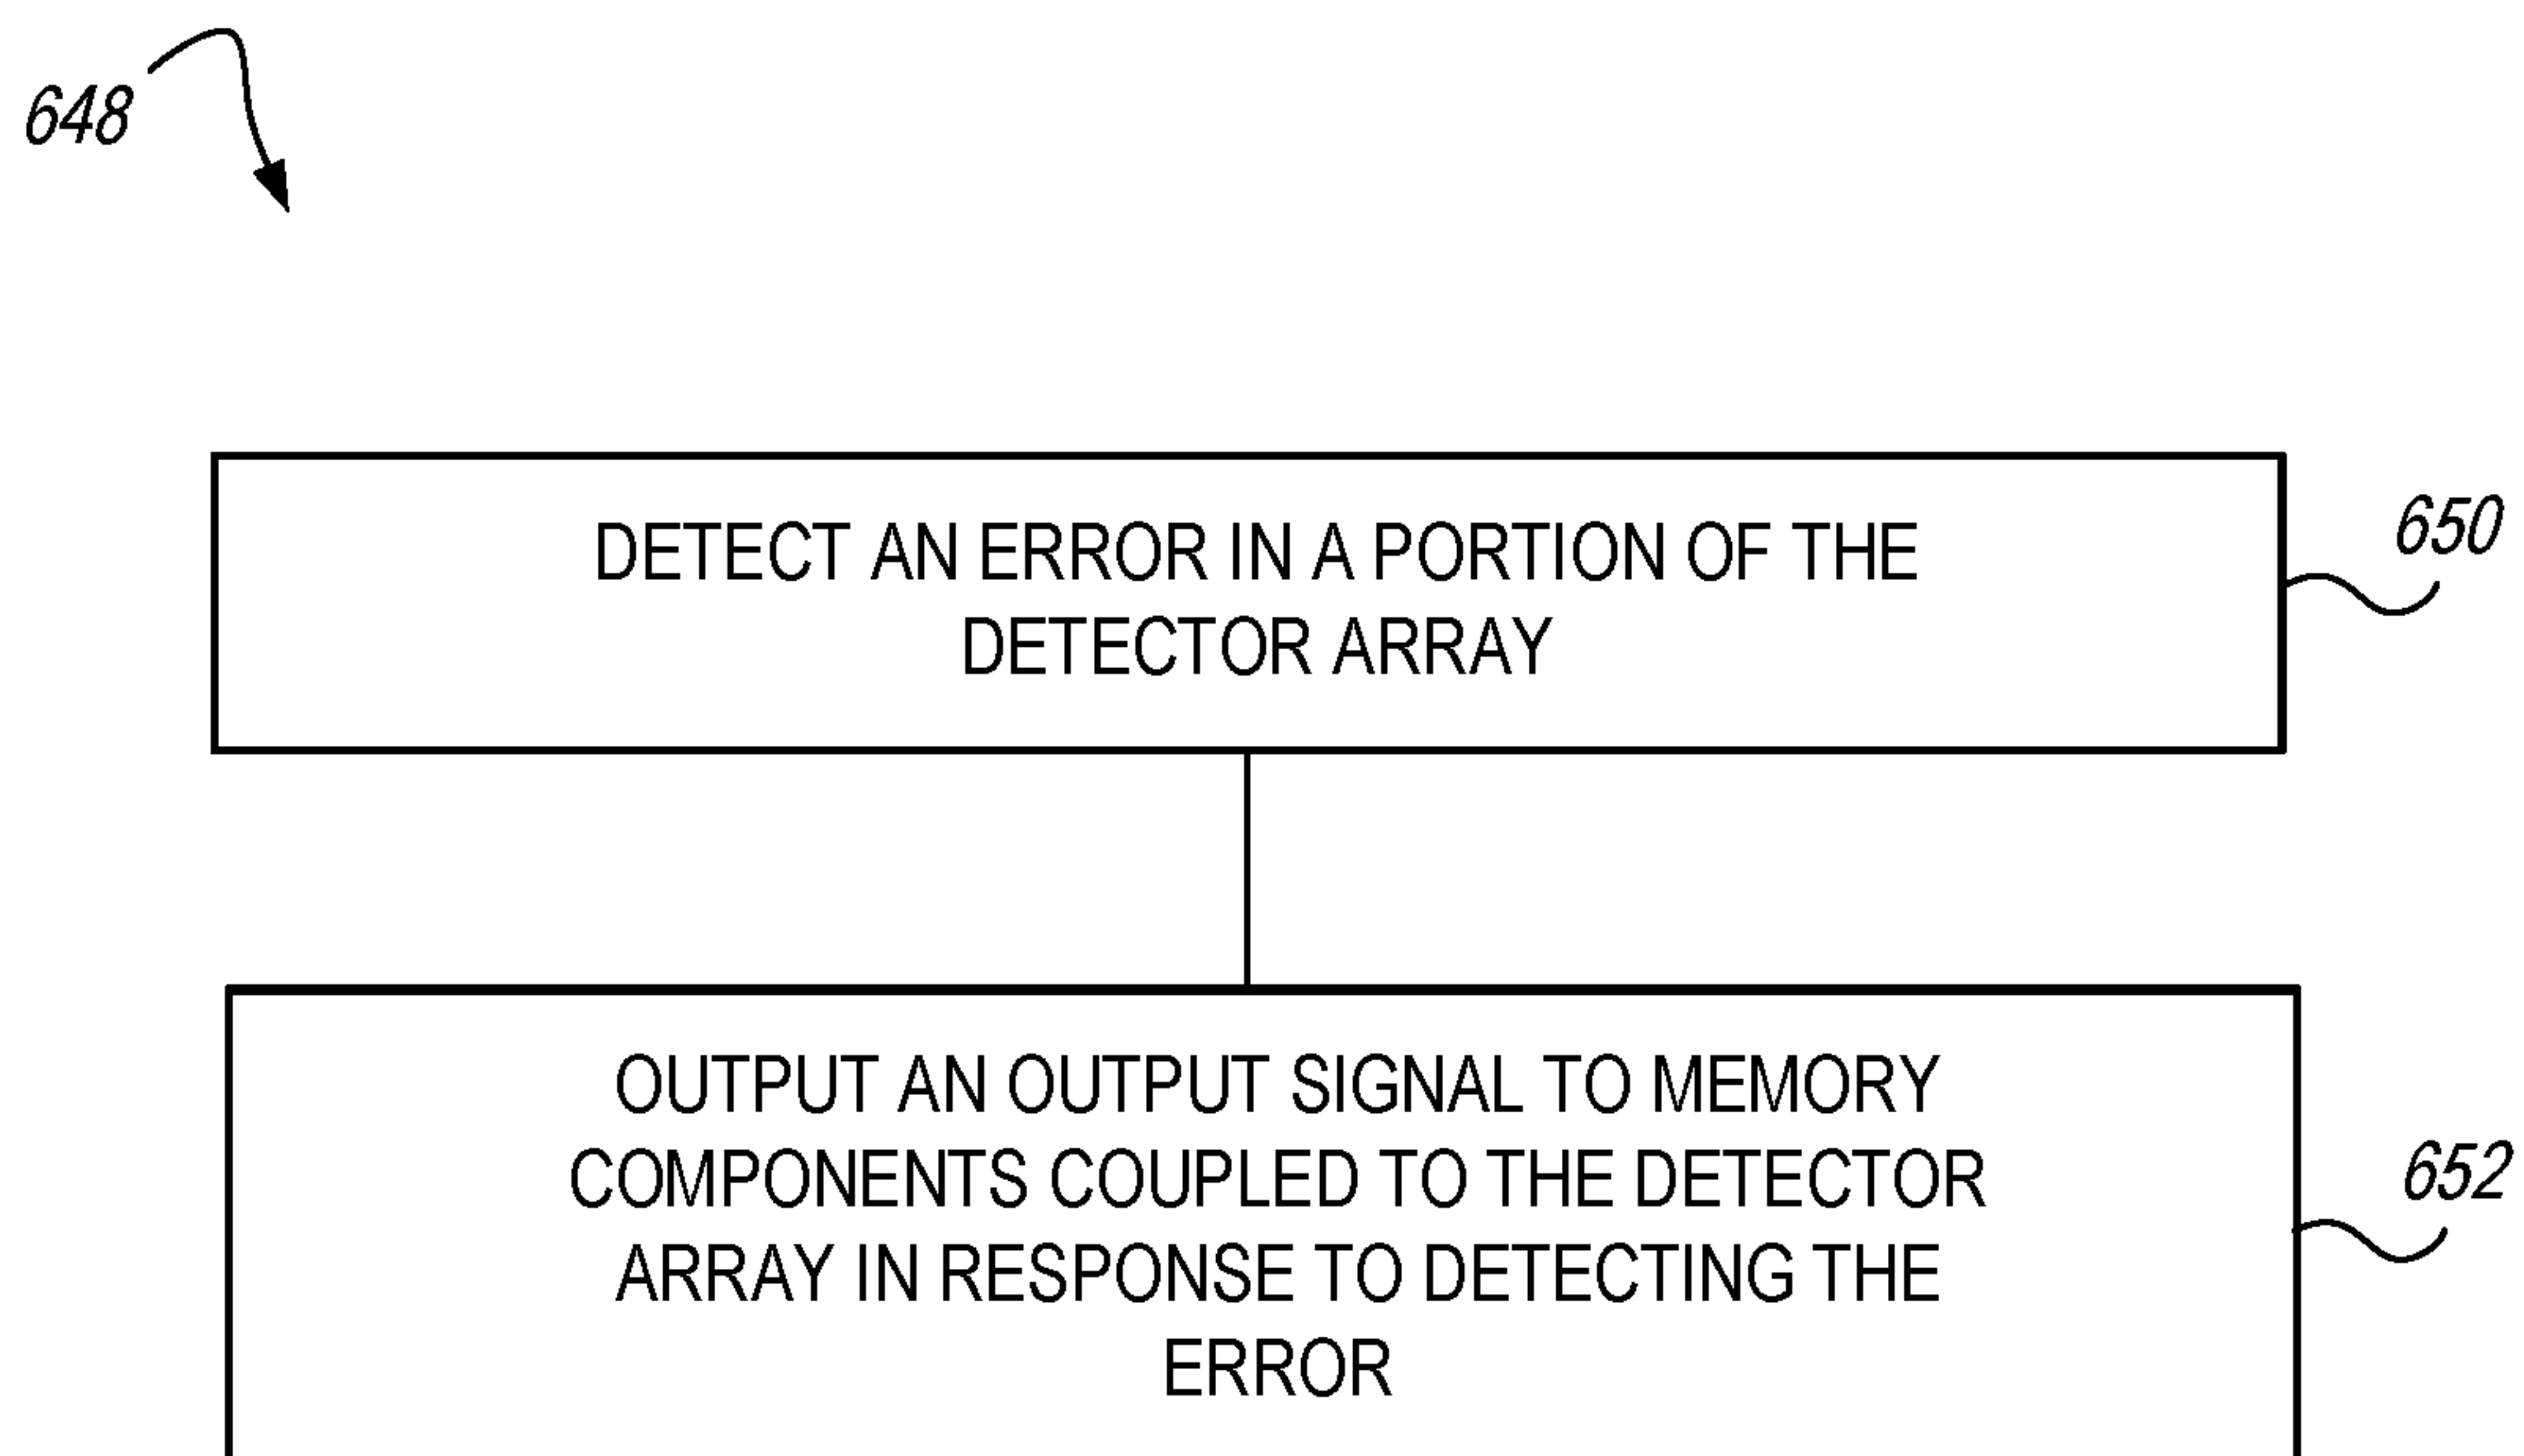 648
DETECT AN ERROR IN A PORTION OF THE
DETECTOR ARRAY
650
OUTPUT AN OUTPUT SIGNAL TO MEMORY
COMPONENTS COUPLED TO THE DETECTOR
ARRAY IN RESPONSE TO DETECTING THE
ERROR
652